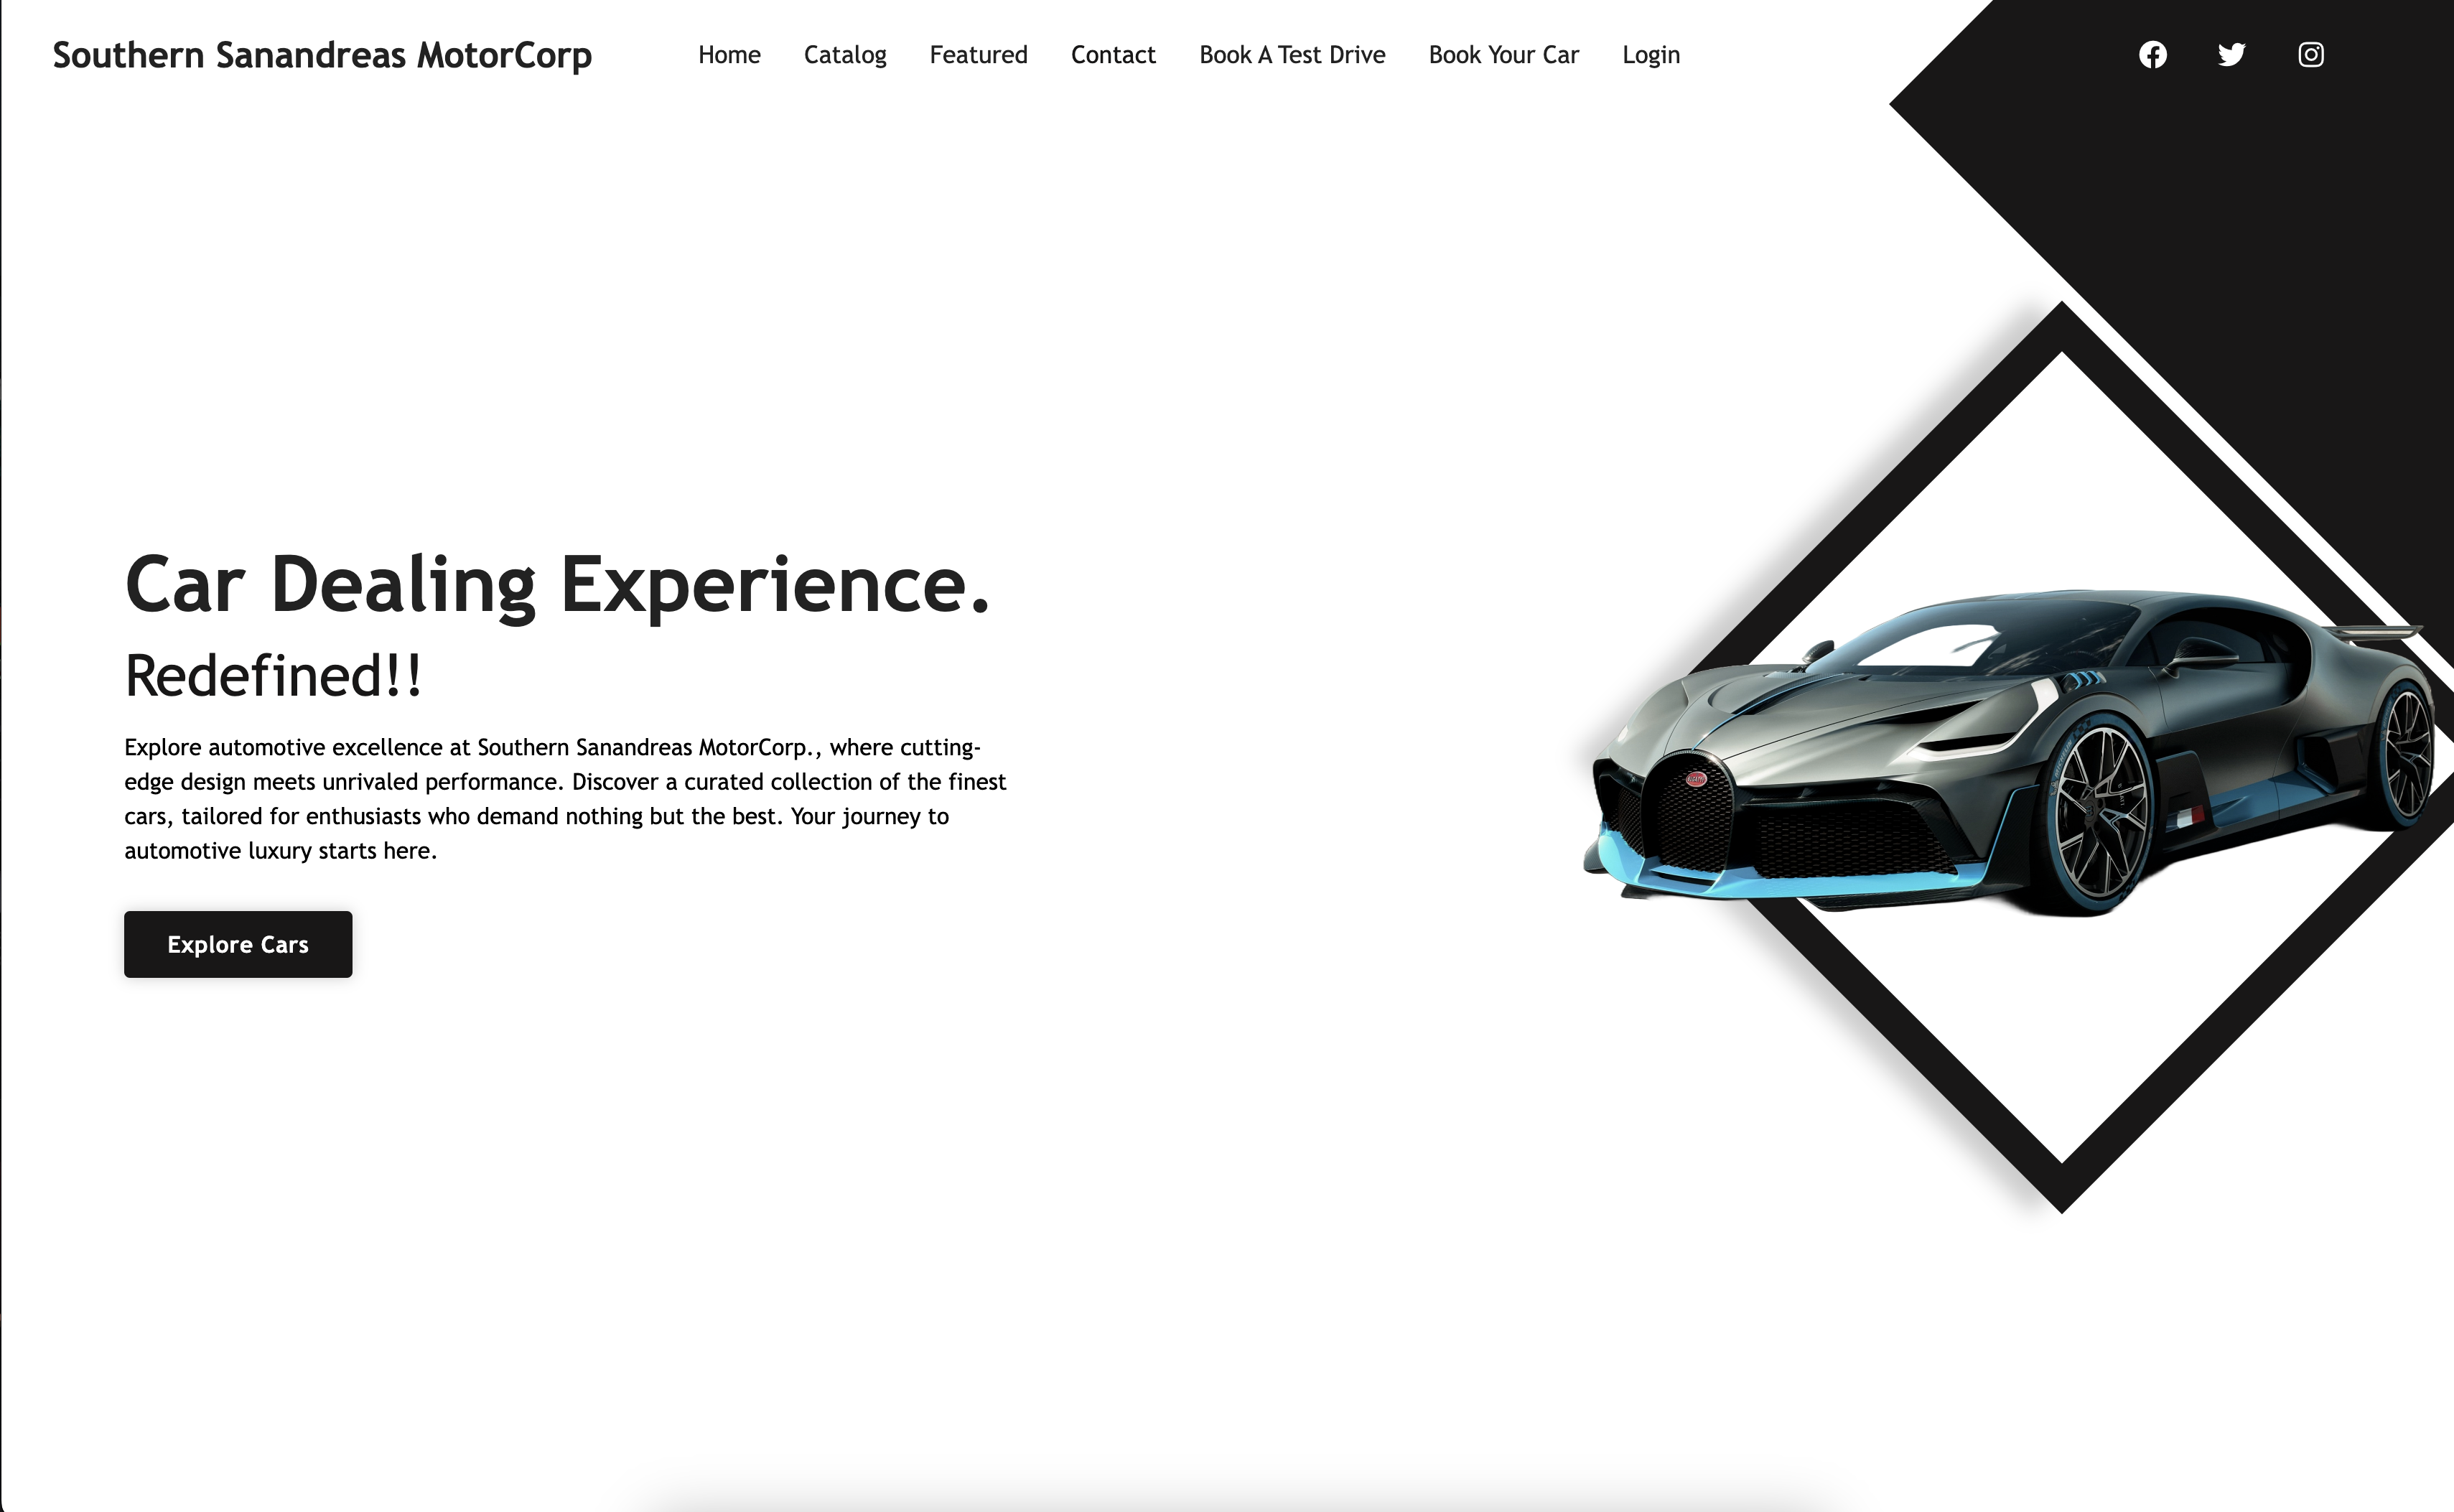 Southern Sanandreas MotorCorp
Home Catalog Featured Contact Book A Test Drive Book Your Car Login
Car Dealing Experience.
Redefined!!
Explore automotive excellence at Southern Sanandreas MotorCorp., where cutting-
edge design meets unrivaled performance. Discover a curated collection of the finest
cars, tailored for enthusiasts who demand nothing but the best. Your journey to
automotive luxury starts here.
Explore Cars